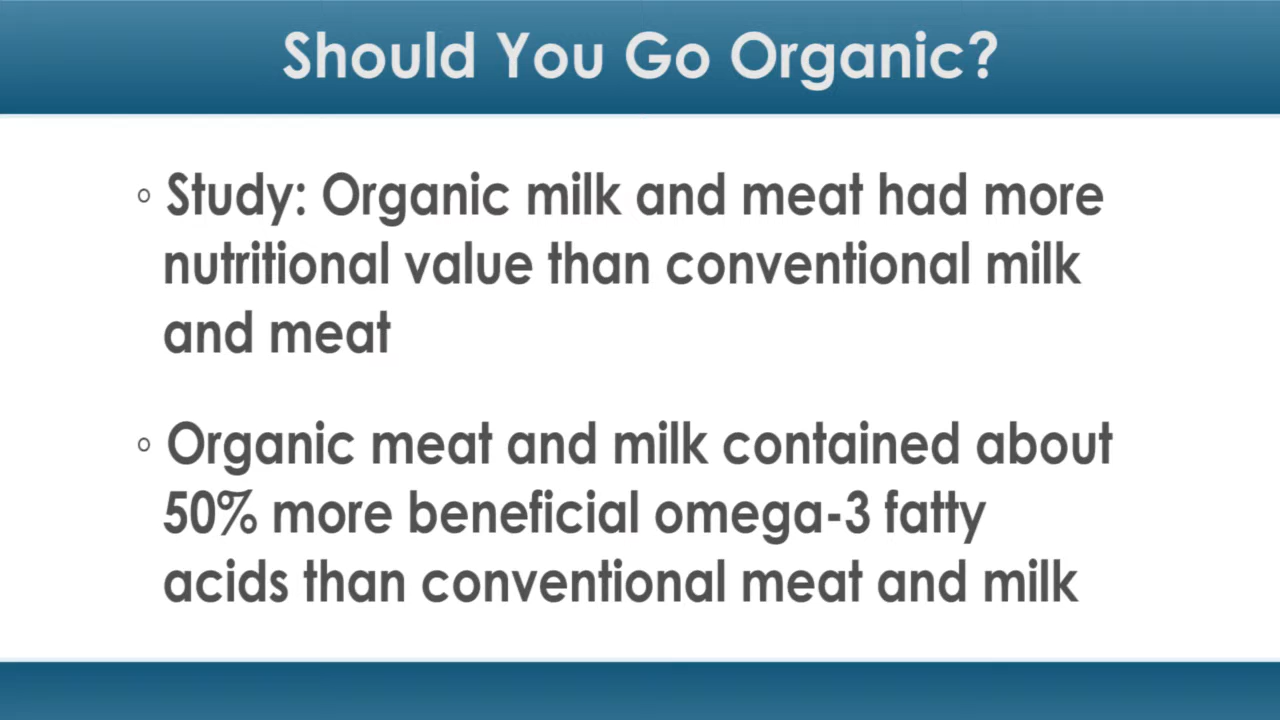 Should You Go Organic?
◦ Study: Organic milk and meat had more
nutritional value than conventional milk
and meat
◦ Organic meat and milk contained about
50% more beneficial omega-3 fatty
acids than conventional meat and milk